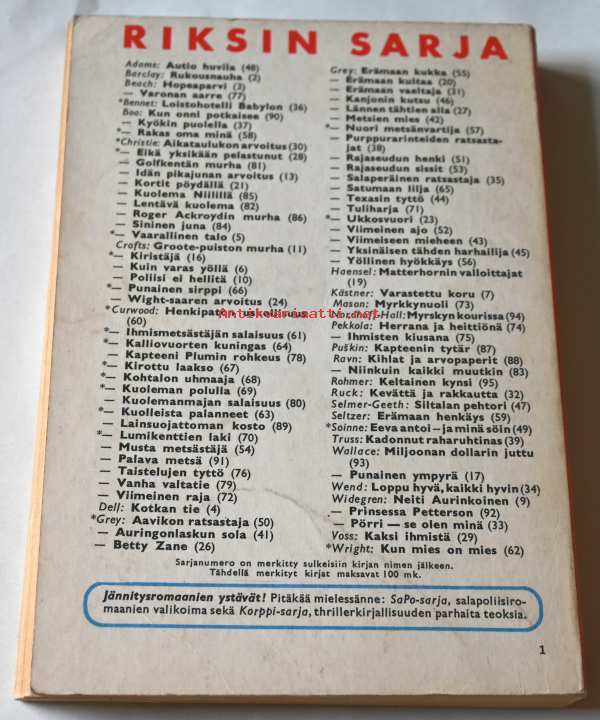 RIKSIN SARJA
Adams: Autio huvila (48)
Barclay: Rukousnauha (2)
Beach: Hopeaparvi (3)
— Varonan aarre (77)
*Bennet: Loistohotelli Babylon (36)
Boo: Kun onni potkaisee (90)
— Kyökin puolella (37)
*— Rakas oma minä (58)
*Christie: Aikataulukon arvoitus (30)
*— Eikä yksikään pelastunut (28)
— Golfkentän murha (81)
— Idän pikajunan arvoitus (13)
— Kortit pöydällä (21)
— Kuolema Niilillä (85)
— Lentävä kuolema (82)
— Roger Ackroydin murha (86)
— Sininen juna (84)
*— Vaarallinen talo (5)
Crofts: Groote-puiston murha (11)
*— Kiristäjä (16)
— Kuin varas yöllä (6)
— Poliisi ei hellitä (10)
*— Punainen sirppi (66)
— Wight-saaren arvoitus (24)
*Curwood: Henkipaton
(60)
*— Ihmismetsästäjän salaisuus (61)
*— Kalliovuorten kuningas (64)
— Kapteeni Plumin rohkeus (78)
*— Kirottu laakso (67)
*— Kohtalon uhmaaja (68)
*— Kuoleman polulla (69)
— Kuolemanmajan salaisuus (80)
*— Kuolleista palanneet (63)
— Lainsuojattoman kosto (89)
*— Lumikenttien laki (70)
— Musta metsästäjä (54)
— Palava metsä (91)
— Taistelujen tyttö (76)
— Vanha valtatie (79)
— Viimeinen raja (72)
Dell: Kotkan tie (4)
*Grey: Aavikon ratsastaja (50)
— Auringonlaskun sola (41)
— Betty Zane (26)
Grey: Erämaan kukka (55)
— Erämaan kultaa (20)
— Erämaan vaeltaja (31)
— Kanjonin kutsu (46)
— Lännen tähtien alla (27)
— Metsien mies (42)
*— Nuori metsänvartija (57)
— Purppurarinteiden ratsasta-
jat (38)
— Rajaseudun henki (51)
— Rajaseudun sissit (53)
— Salaperäinen ratsastaja (35)
— Satumaan lilja (65)
— Texasin tyttö (44)
— Tuliharja (71)
*— Ukkosvuori (23)
— Viimeinen ajo (52)
— Viimeiseen mieheen (43)
— Yksinäisen tähden harhailija (45)
— Yöllinen hyökkäys (56)
Haensel: Matterhornin valloittajat
(19)
Kästner: Varastettu koru (7)
Mason: Myrkkynuoli (73)
Nordhoff-Hall: Myrskyn kourissa (94)
Pekkola: Herrana ja heittiönä (74)
— Ihmisten kiusana (75)
Puškin: Kapteenin tytär (87)
Ravn: Kihlat ja arvopaperit (88)
— Niinkuin kaikki muutkin (83)
Rohmer: Keltainen kynsi (95)
Ruck: Kevättä ja rakkautta (32)
Selmer-Geeth: Siltalan pehtori (47)
Seltzer: Erämaan henkäys (59)
*Soinne: Eeva antoi — ja minä söin (49)
Truss: Kadonnut raharuhtinas (39)
Wallace: Miljoonan dollarin juttu
(93)
— Punainen ympyrä (17)
Wend: Loppu hyvä, kaikki hyvin (34)
Widegren: Neiti Aurinkoinen (9)
— Prinsessa Petterson (92)
— Pörri — se olen minä (33)
Voss: Kaksi ihmistä (29)
*Wright: Kun mies on mies (62)
Sarjanumero on merkitty sulkeisiin kirjan nimen jälkeen.
Tähdellä merkityt kirjat maksavat 100 mk.
Jännitysromaanien ystävät! Pitäkää mielessänne: SaPo-sarja, salapoliisiro-
maanien valikoima sekä Korppi-sarja, thrillerkirjallisuuden parhaita teoksia.
1